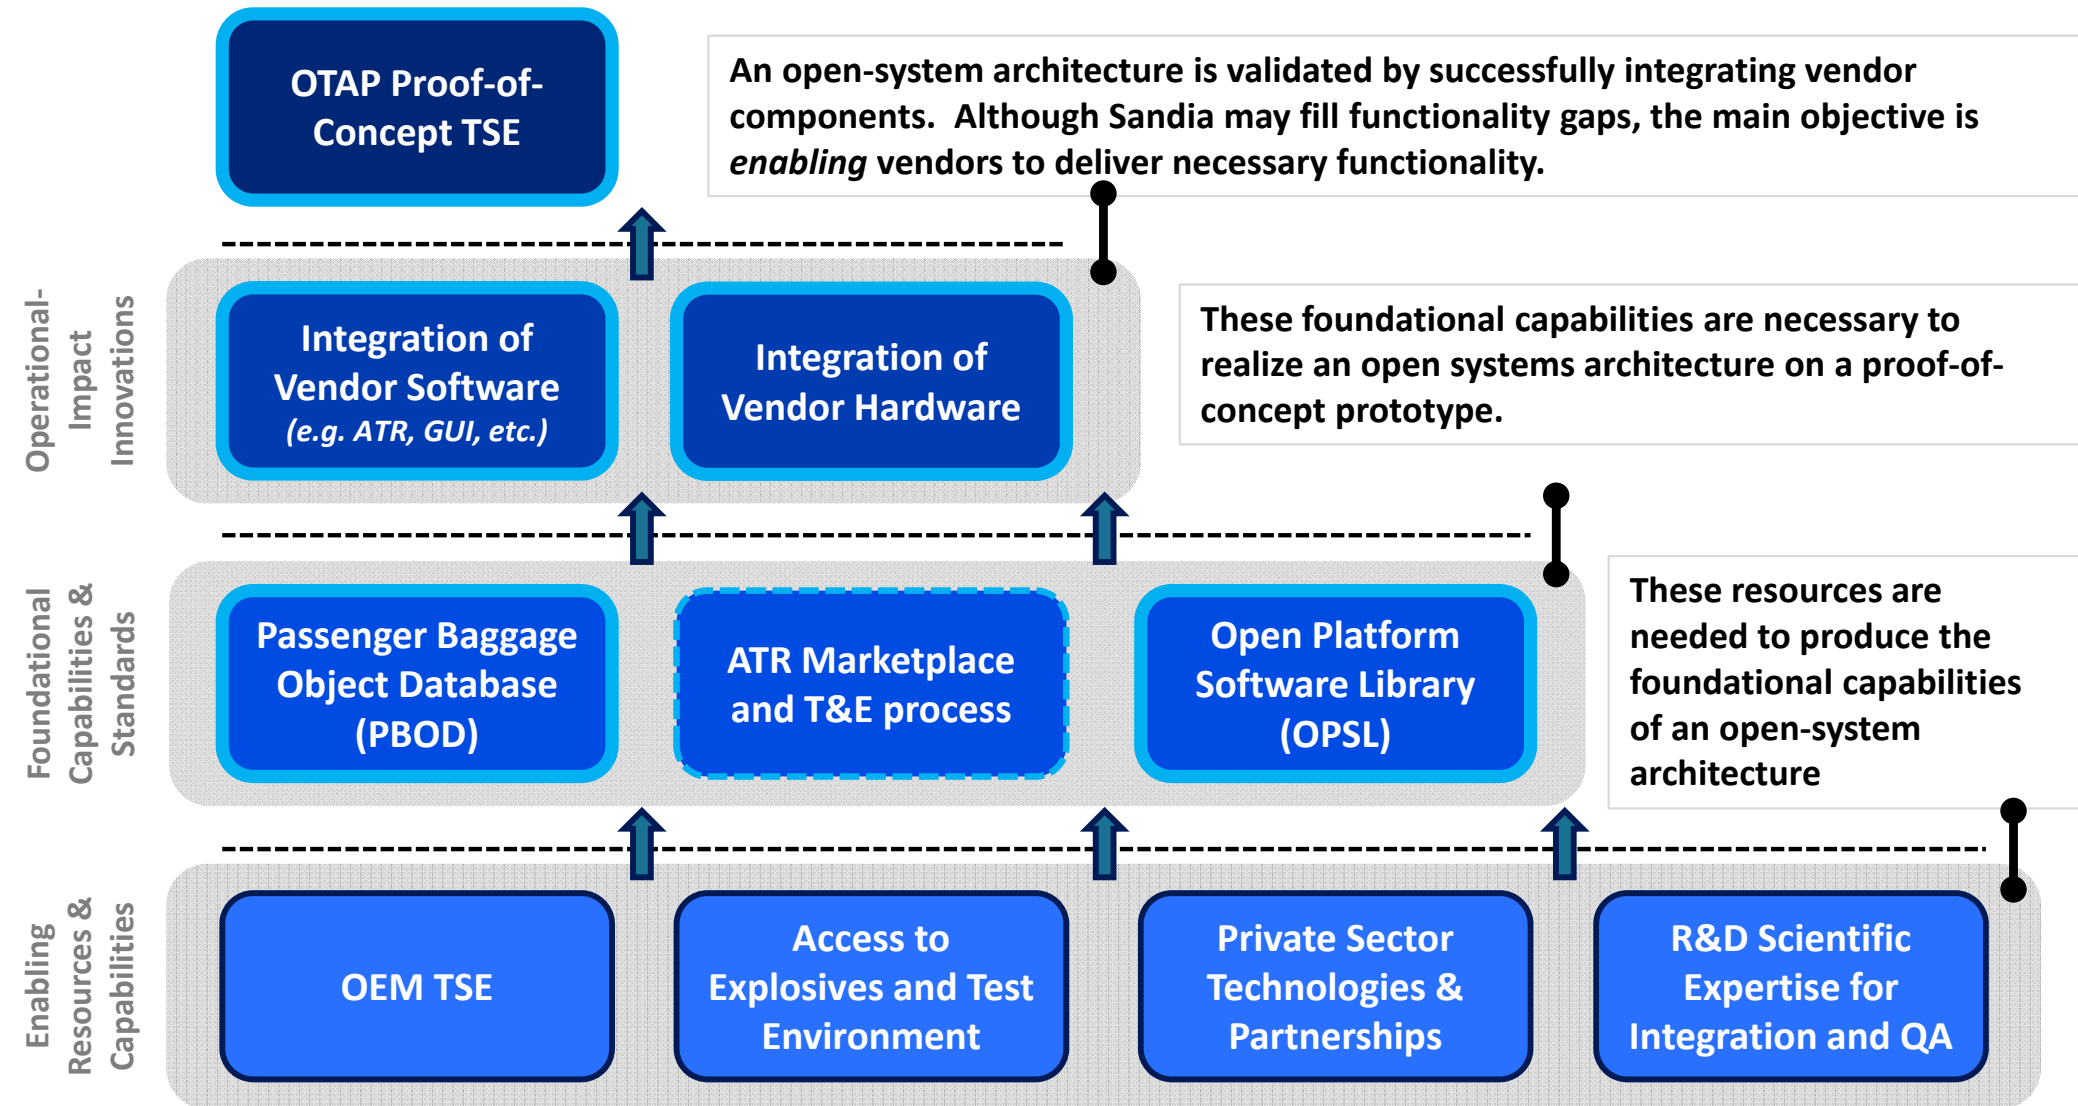 OTAP Proof-of-
Concept TSE
An open-system architecture is validated by successfully integrating vendor
components.  Although Sandia may fill functionality gaps, the main objective is
enabling vendors to deliver necessary functionality.
Operational-
Impact
Innovations
Integration of
Vendor Software
(e.g. ATR, GUI, etc.)
Integration of
Vendor Hardware
These foundational capabilities are necessary to
realize an open systems architecture on a proof-of-
concept prototype.
Foundational
Capabilities &
Standards
Passenger Baggage
Object Database
(PBOD)
ATR Marketplace
and T&E process
Open Platform
Software Library
(OPSL)
These resources are
needed to produce the
foundational capabilities
of an open-system
architecture
Enabling
Resources &
Capabilities
OEM TSE
Access to
Explosives and Test
Environment
Private Sector
Technologies &
Partnerships
R&D Scientific
Expertise for
Integration and QA